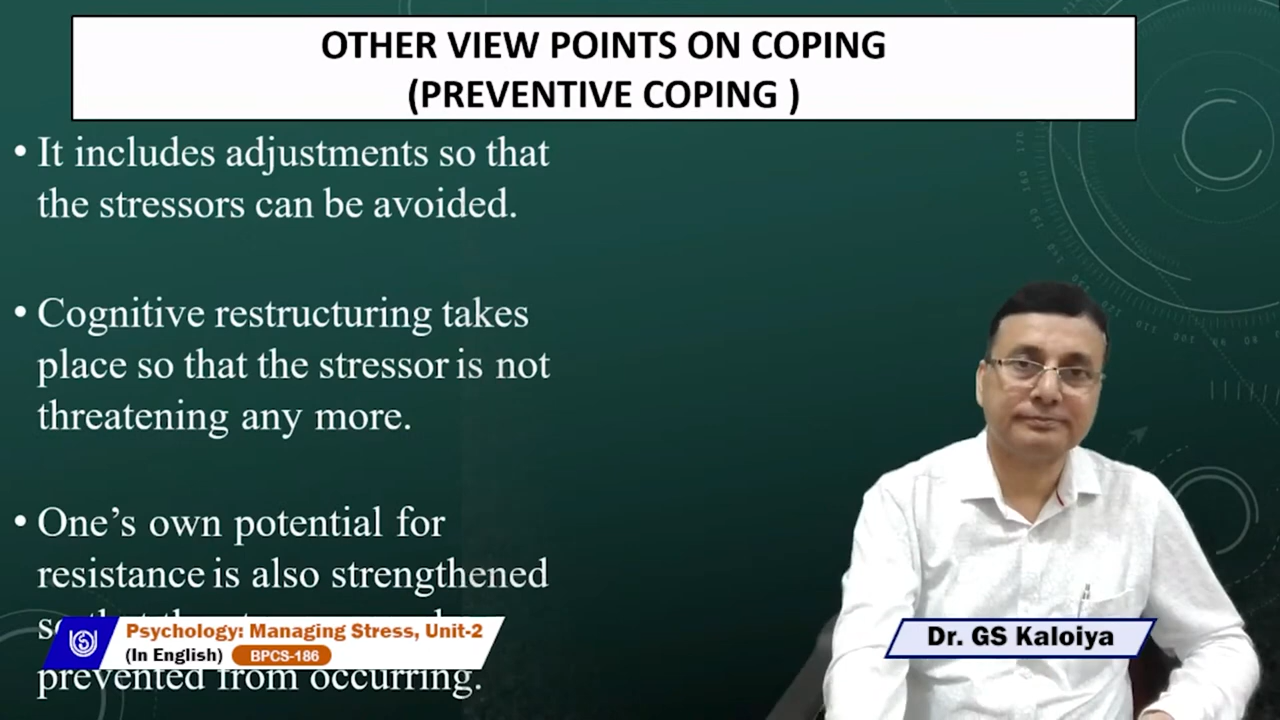 OTHER VIEW POINTS ON COPING
(PREVENTIVE COPING )
• It includes adjustments so that
the stressors can be avoided.
• Cognitive restructuring takes
place so that the stressor is not
threatening any more.
• One’s own potential for
resistance is also strengthened
prevented from occurring.
Psychology: Managing Stress, Unit-2
(In English) BPCS-186
Dr. GS Kaloiya